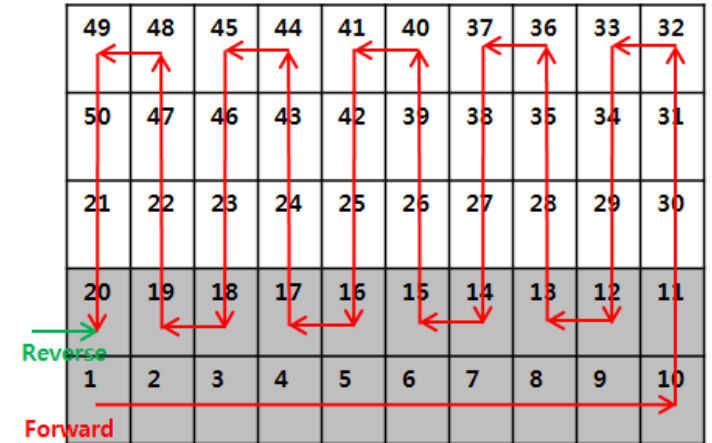 49 48 45 44 41 40 37 36 33 32
50 47 46 43 42 39 38 35 34 31
21 22 23 24 25 26 27 28 29 30
20 19 18 17 16 15 14 13 12 11
Reverse
1 2 3 4 5 6 7 8 9 10
Forward